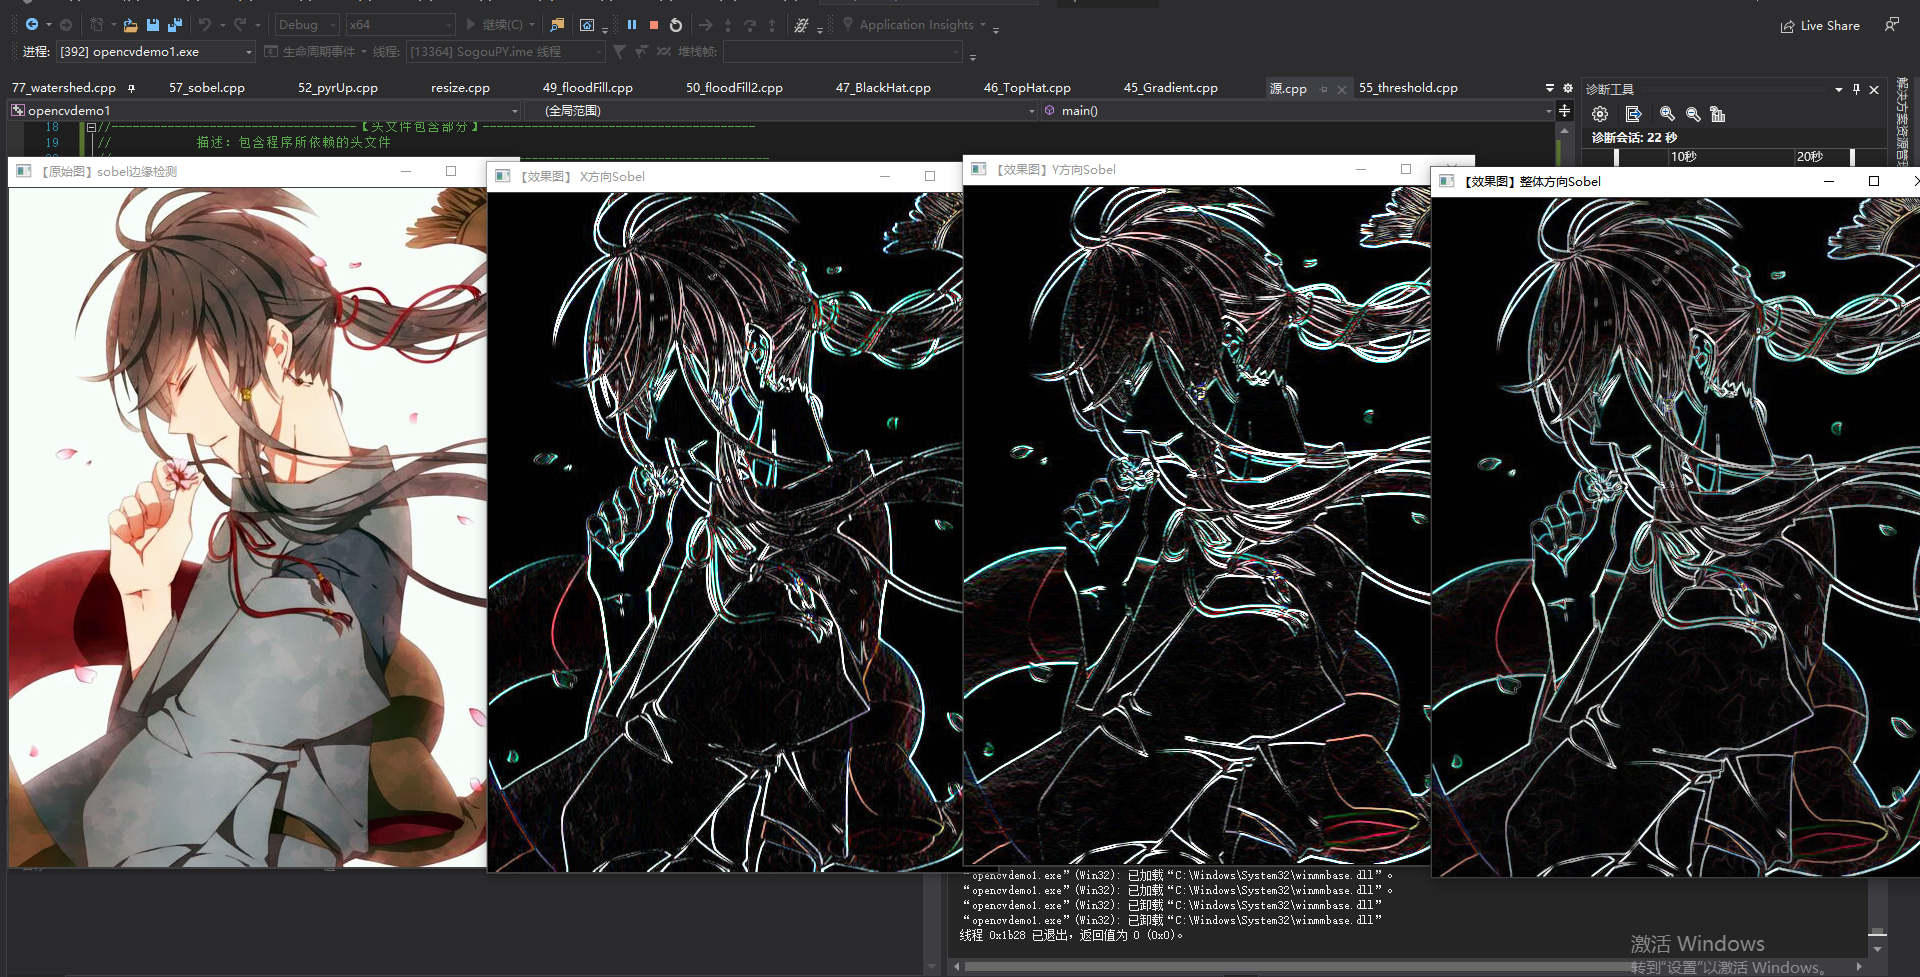 Debug
x64
继续(C)
Application Insights
Live Share
进程:
[392] opencvdemo1.exe
生命周期事件
线程:
[13364] SogouPY.ime 线程
堆栈帧:
77_watershed.cpp
57_sobel.cpp
52_pyrUp.cpp
resize.cpp
49_floodFill.cpp
50_floodFill2.cpp
47_BlackHat.cpp
46_TopHat.cpp
45_Gradient.cpp
源.cpp
55_threshold.cpp
诊断工具
解决方案资源管理
opencvdemo1
(全局范围)
main()
18
//-----------------------------------【头文件包含部分】---------------------------------------
19
// 描述：包含程序所依赖的头文件
诊断会话: 22 秒
10秒
20秒
【原始图】sobel边缘检测
【效果图】 X方向Sobel
【效果图】Y方向Sobel
【效果图】整体方向Sobel
“opencvdemo1.exe”(Win32): 已加载“C:\Windows\System32\winmmbase.dll”。
“opencvdemo1.exe”(Win32): 已加载“C:\Windows\System32\winmmbase.dll”。
“opencvdemo1.exe”(Win32): 已卸载“C:\Windows\System32\winmmbase.dll”
“opencvdemo1.exe”(Win32): 已卸载“C:\Windows\System32\winmmbase.dll”
线程 0x1b28 已退出，返回值为 0 (0x0)。
激活 Windows
转到“设置”以激活 Windows。